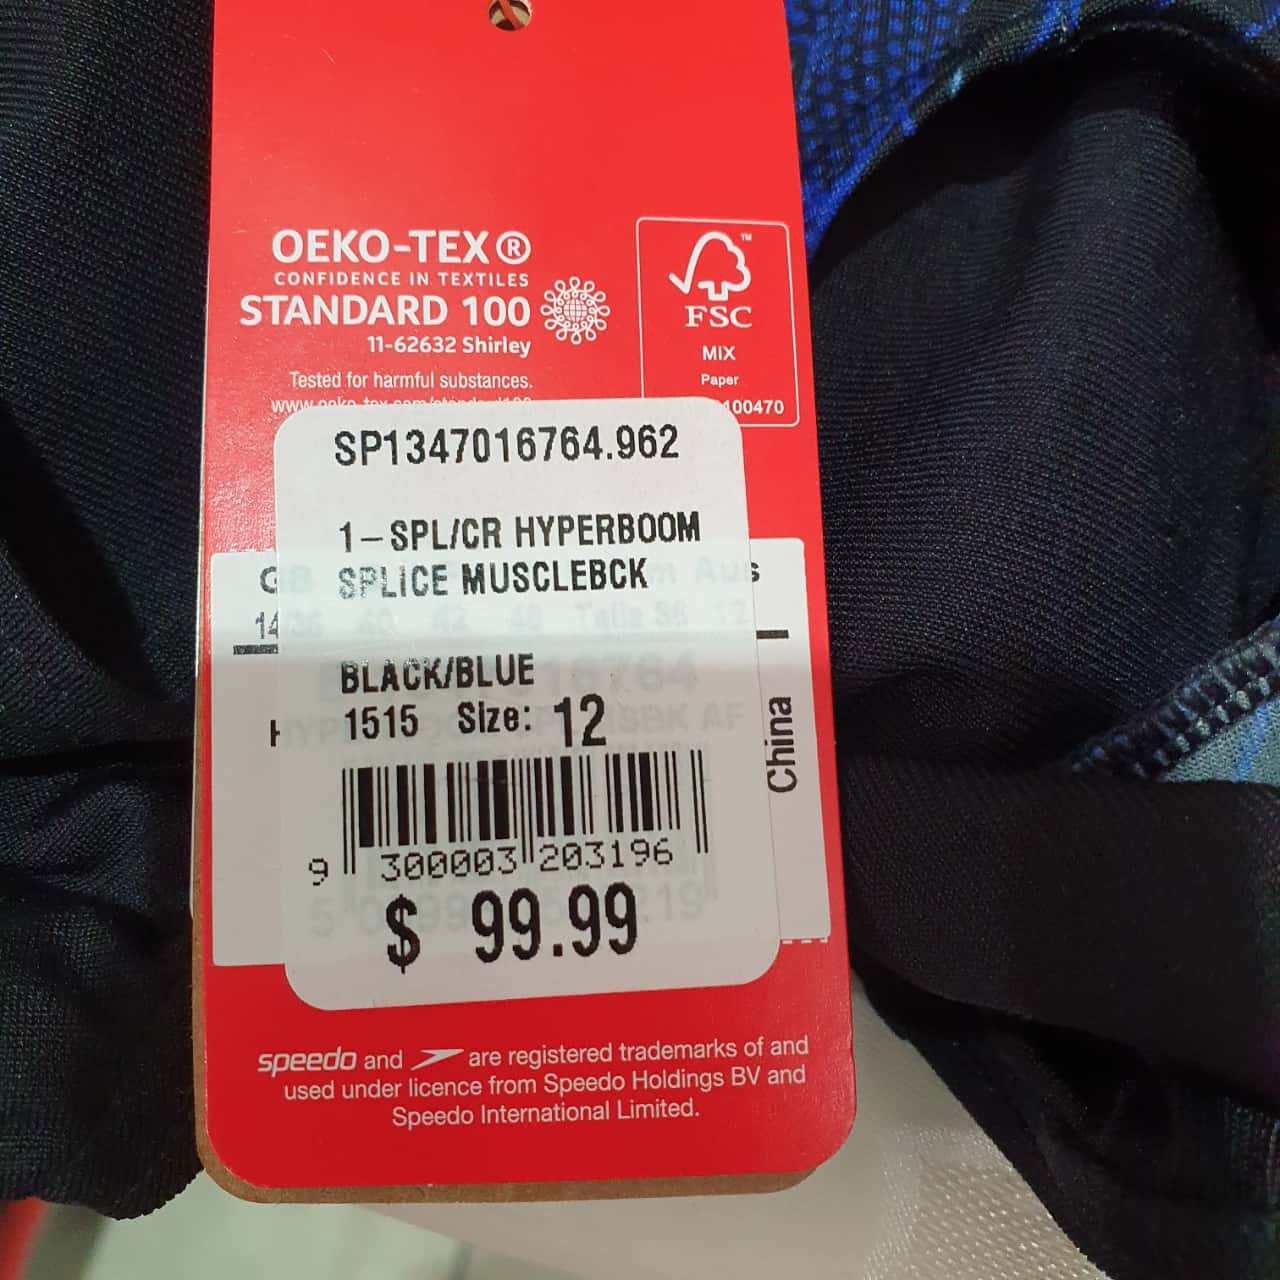 OEKO-TEX®
CONFIDENCE IN TEXTILES
STANDARD 100
11-62632 Shirley
Tested for harmful substances.
™
FSC
MIX
Paper
100470
SP1347016764.962
1-SPL/CR HYPERBOOM
SPLICE MUSCLEBCK
BLACK/BLUE
1515 Size: 12
China
9 300003 203196
$ 99.99
speedo and are registered trademarks of and
used under licence from Speedo Holdings BV and
Speedo International Limited.